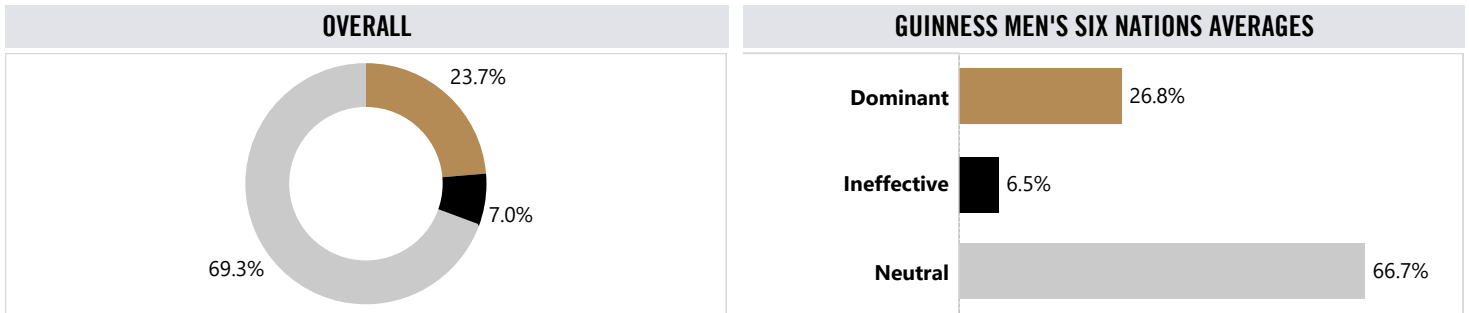 OVERALL
23.7%
7.0%
69.3%
GUINNESS MEN'S SIX NATIONS AVERAGES
Dominant 26.8%
Ineffective 6.5%
Neutral 66.7%